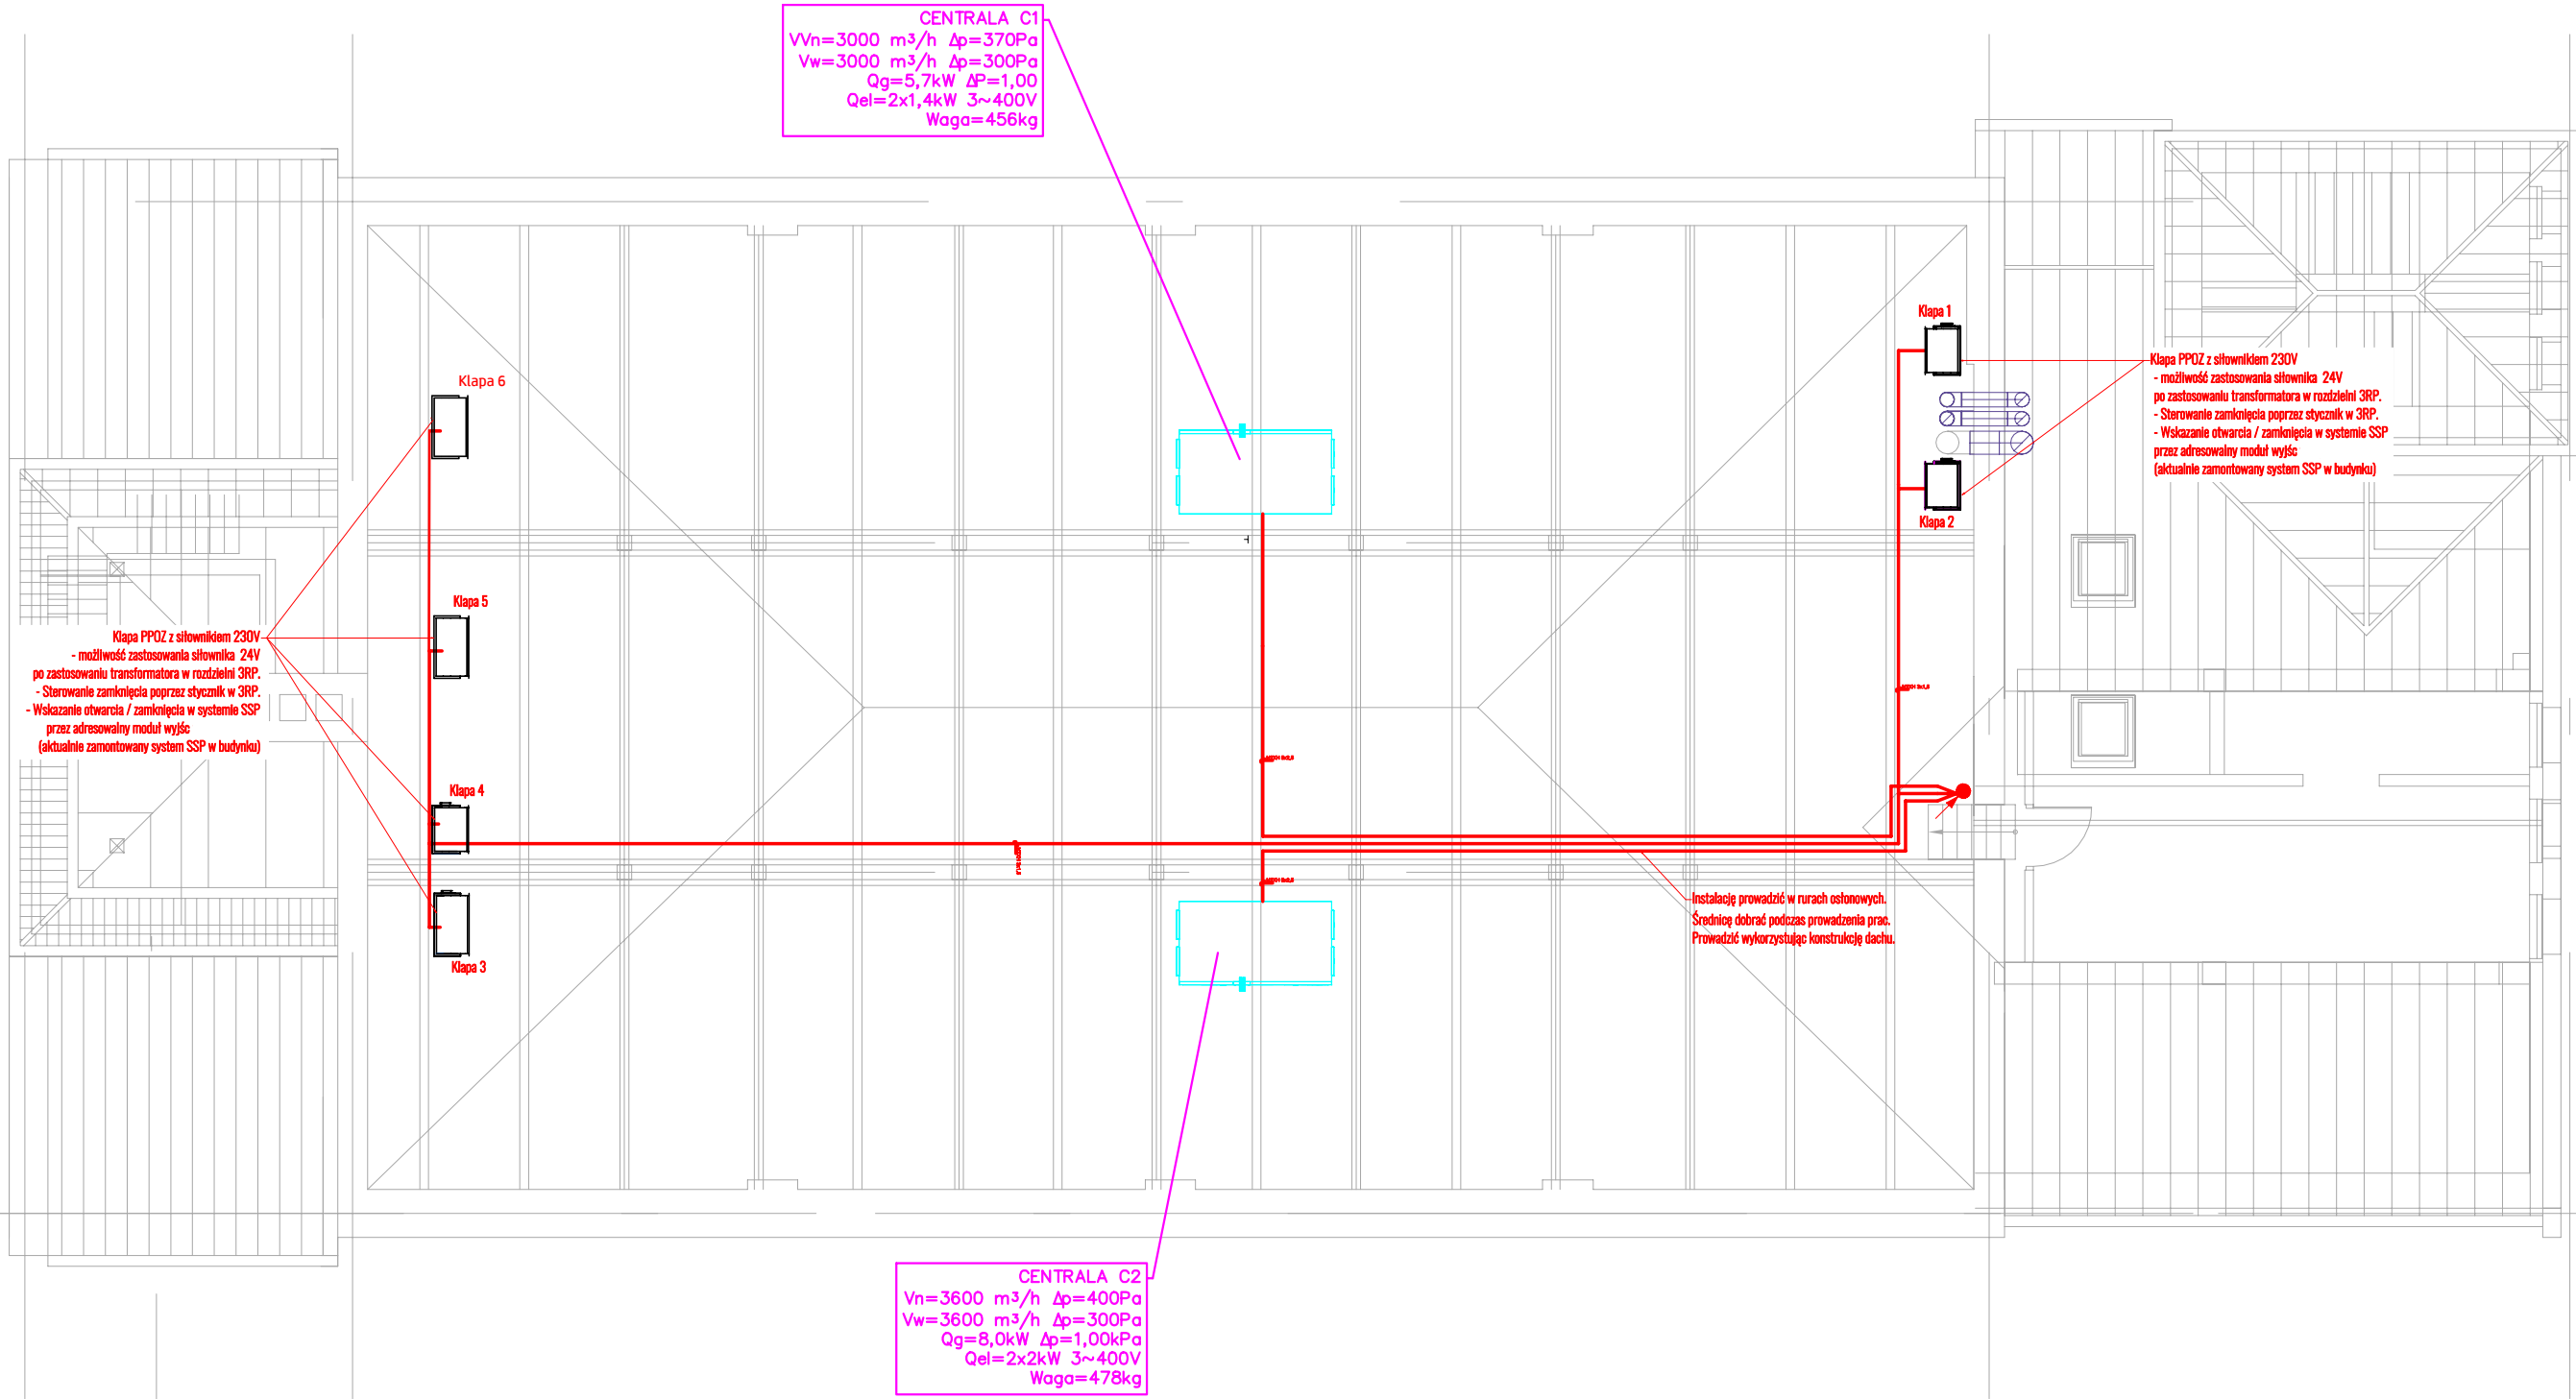 CENTRALA C1
VVn=3000 m³/h Δp=370Pa
Vw=3000 m³/h Δp=300Pa
Qg=5,7kW ΔP=1,00
Qel=2x1,4kW 3~400V
Waga=456kg
Klapa 1
Klapa PPOZ z siłownikiem 230V
- możliwość zastosowania siłownika 24V
po zastosowaniu transformatora w rozdzielni 3RP.
- Sterowanie zamknięcia poprzez stycznik w 3RP.
- Wskazanie otwarcia / zamknięcia w systemie SSP
przez adresowalny moduł wyjśc
(aktualnie zamontowany system SSP w budynku)
Klapa 2
Klapa 6
Klapa 5
Klapa PPOZ z siłownikiem 230V
- możliwość zastosowania siłownika 24V
po zastosowaniu transformatora w rozdzielni 3RP.
- Sterowanie zamknięcia poprzez stycznik w 3RP.
- Wskazanie otwarcia / zamknięcia w systemie SSP
przez adresowalny moduł wyjśc
(aktualnie zamontowany system SSP w budynku)
Klapa 4
Klapa 3
Instalację prowadzić w rurach osłonowych.
Średnicę dobrać podczas prowadzenia prac.
Prowadzić wykorzystując konstrukcję dachu.
CENTRALA C2
Vn=3600 m³/h Δp=400Pa
Vw=3600 m³/h Δp=300Pa
Qg=8,0kW Δp=1,00kPa
Qel=2x2kW 3~400V
Waga=478kg